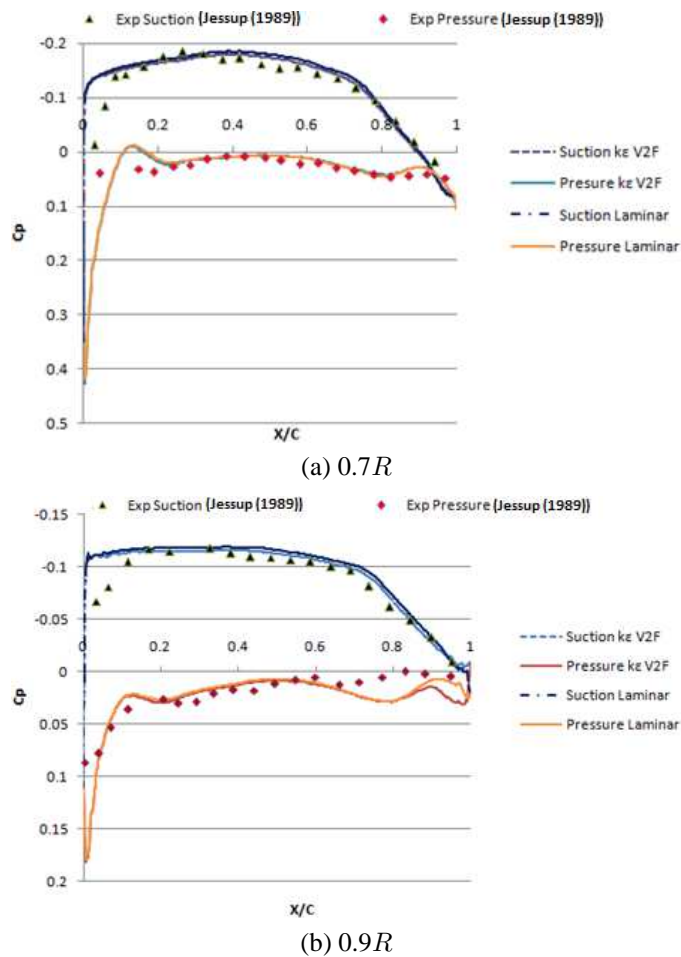 Exp Suction (Jessup (1989)) Exp Pressure (Jessup (1989))
-0.2
-0.1
0 0.2 0.4 0.6 0.8 1
0
0.1
0.2
0.3
0.4
0.5
Cp
X/C
Suction kε V2F
Presure kε V2F
Suction Laminar
Pressure Laminar
(a) 0.7R
Exp Suction (Jessup (1989)) Exp Pressure (Jessup (1989))
-0.15
-0.1
-0.05
0 0.2 0.4 0.6 0.8 1
0
0.05
0.1
0.15
0.2
Cp
X/C
Suction kε V2F
Pressure kε V2F
Suction Laminar
Pressure Laminar
(b) 0.9R